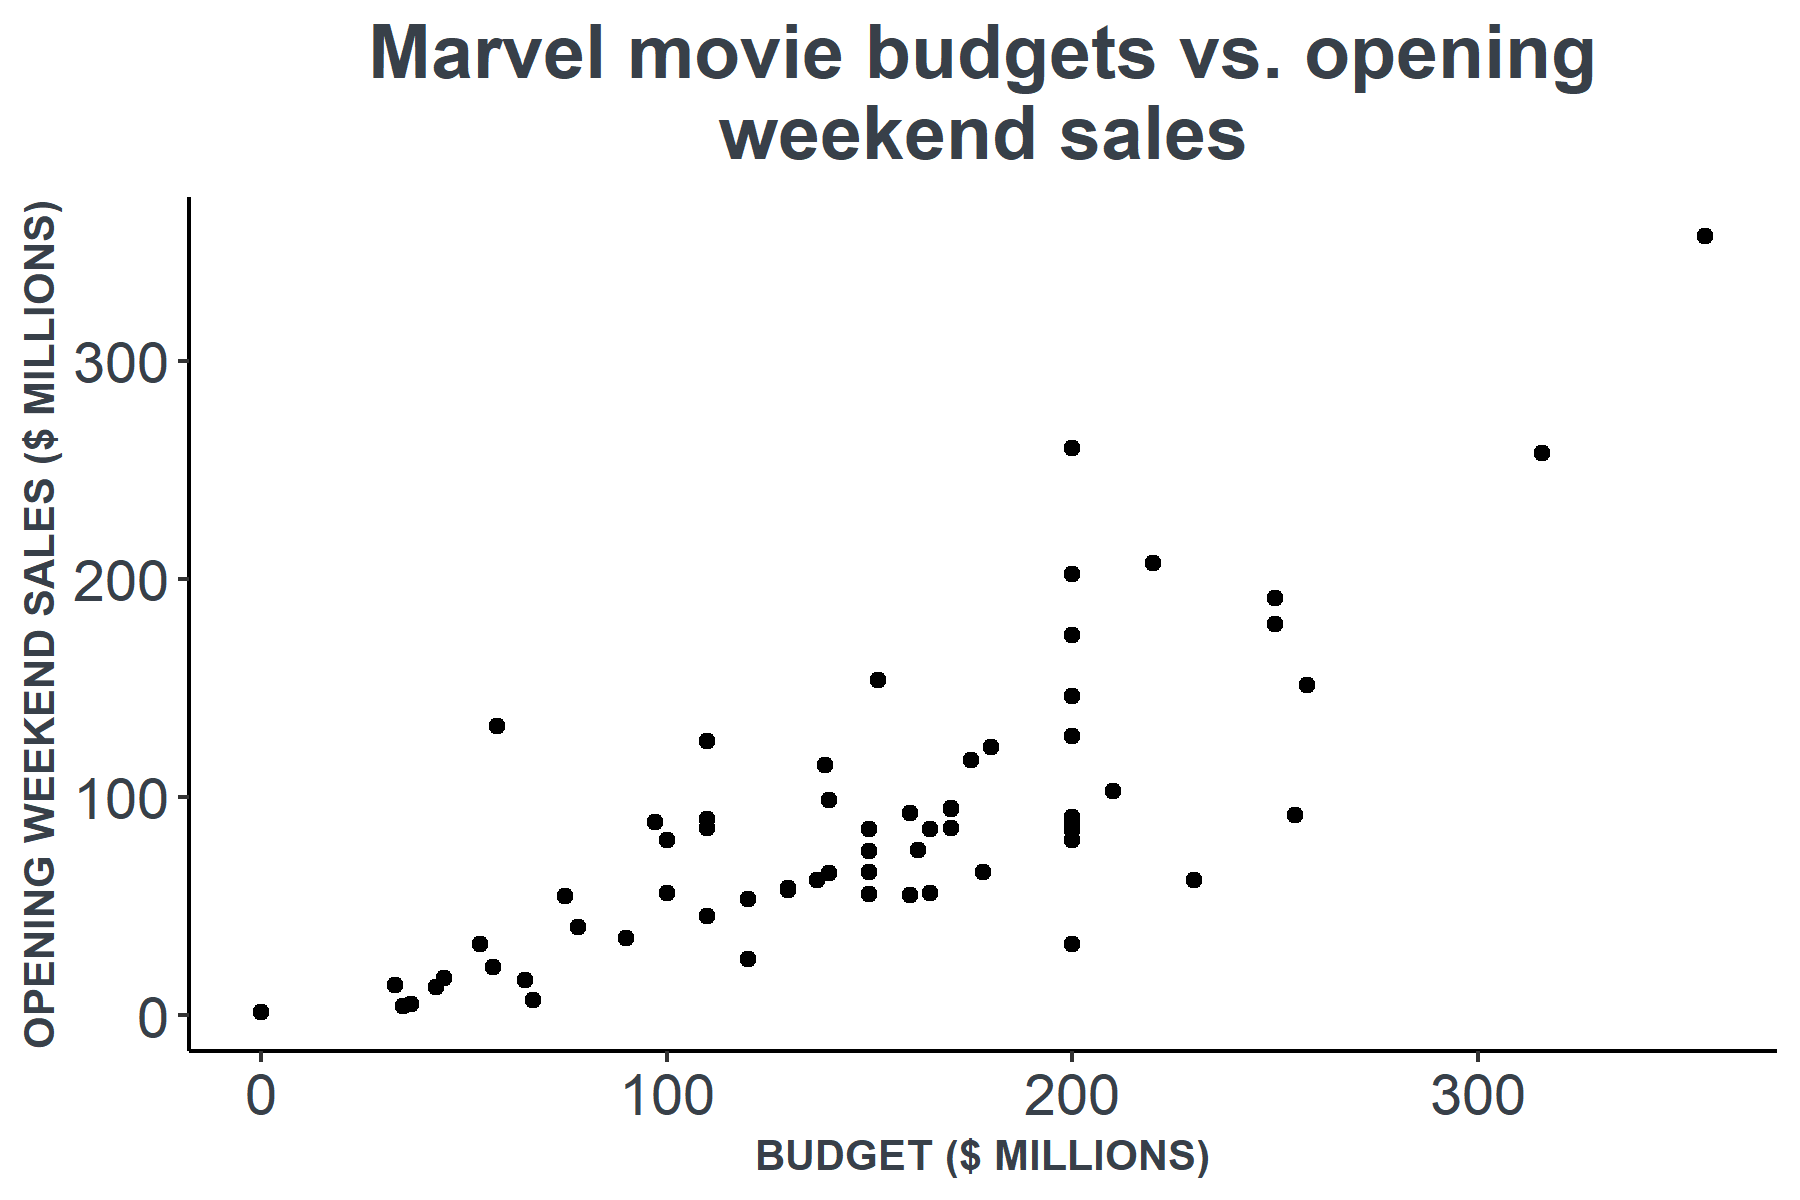 Marvel movie budgets vs. opening
weekend sales
OPENING WEEKEND SALES ($ MILLIONS)
300
200
100
0
0
100
200
300
BUDGET ($ MILLIONS)